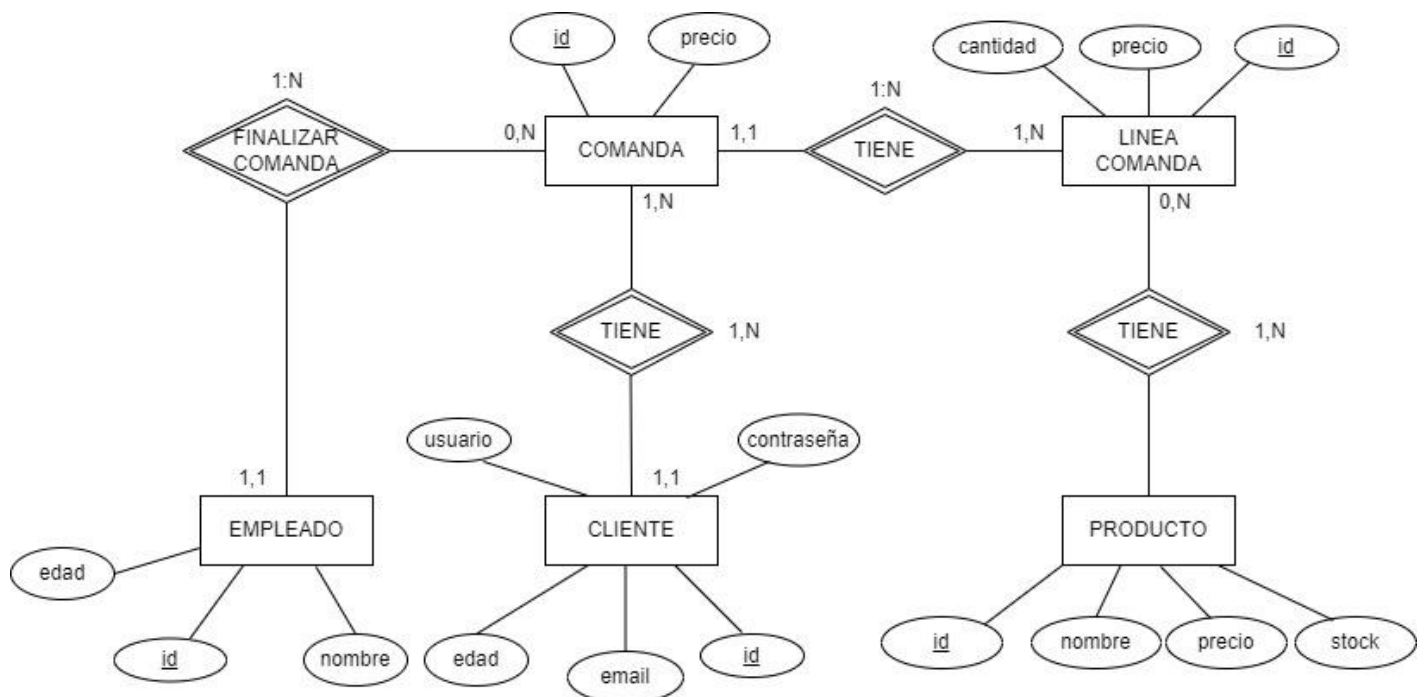 id
precio
cantidad
precio
id
1:N
1:N
FINALIZAR
COMANDA
0,N
COMANDA
1,1
TIENE
1,N
LINEA
COMANDA
1,N
0,N
TIENE
1,N
TIENE
1,N
usuario
contraseña
1,1
1,1
EMPLEADO
CLIENTE
PRODUCTO
edad
id
nombre
edad
email
id
id
nombre
precio
stock